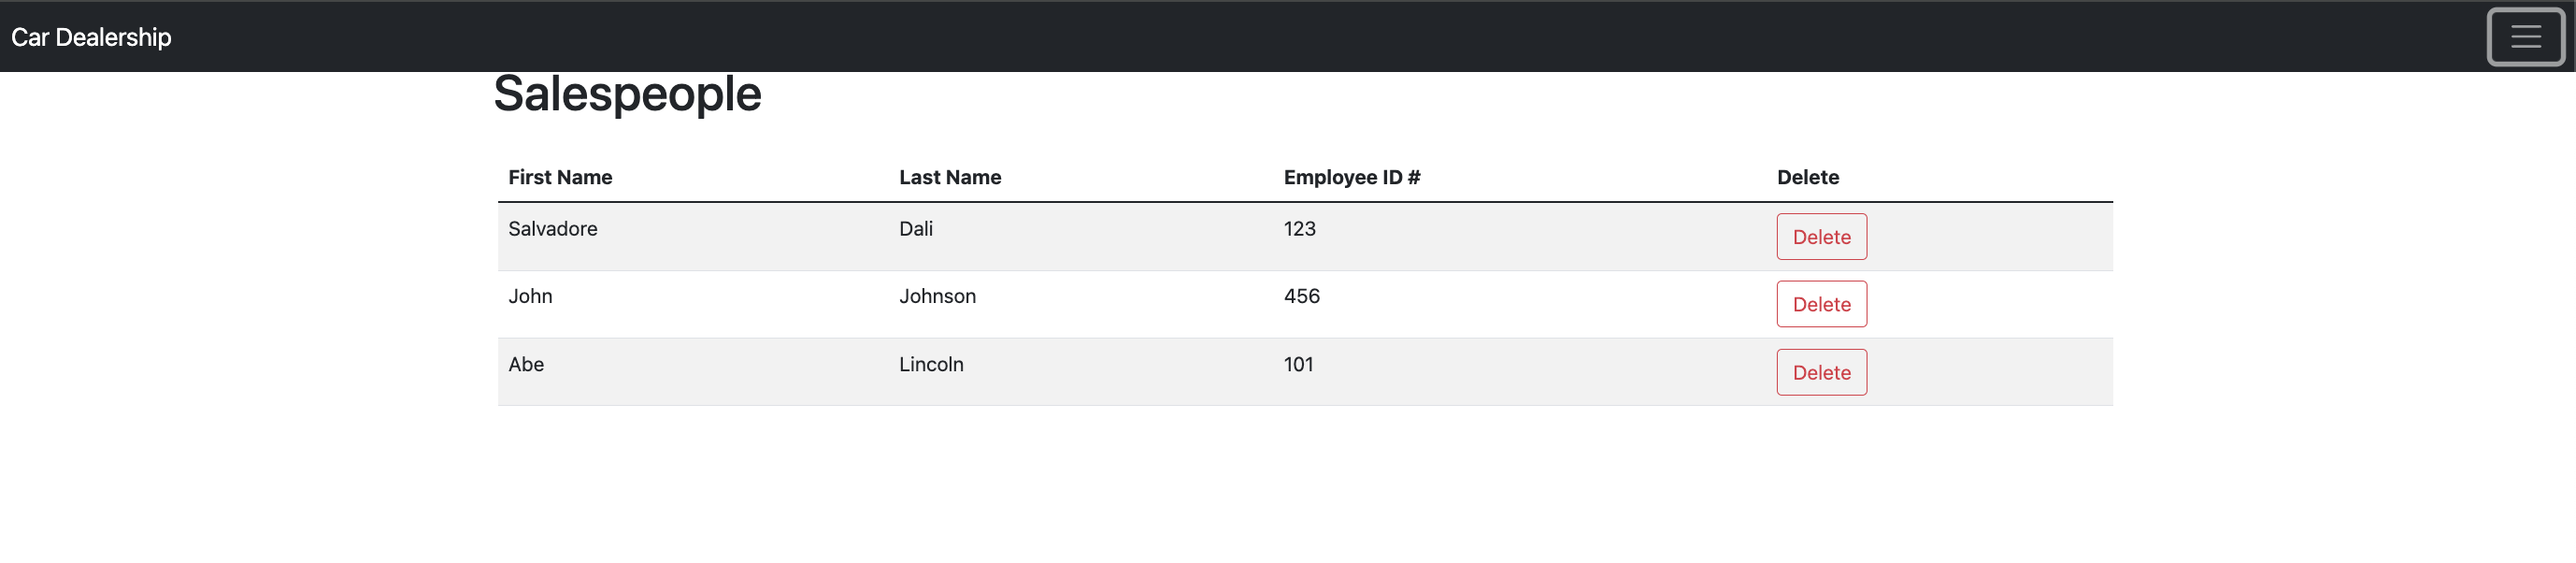 Car Dealership
Salespeople
First Name Last Name Employee ID # Delete
Salvadore Dali 123 Delete
John Johnson 456 Delete
Abe Lincoln 101 Delete